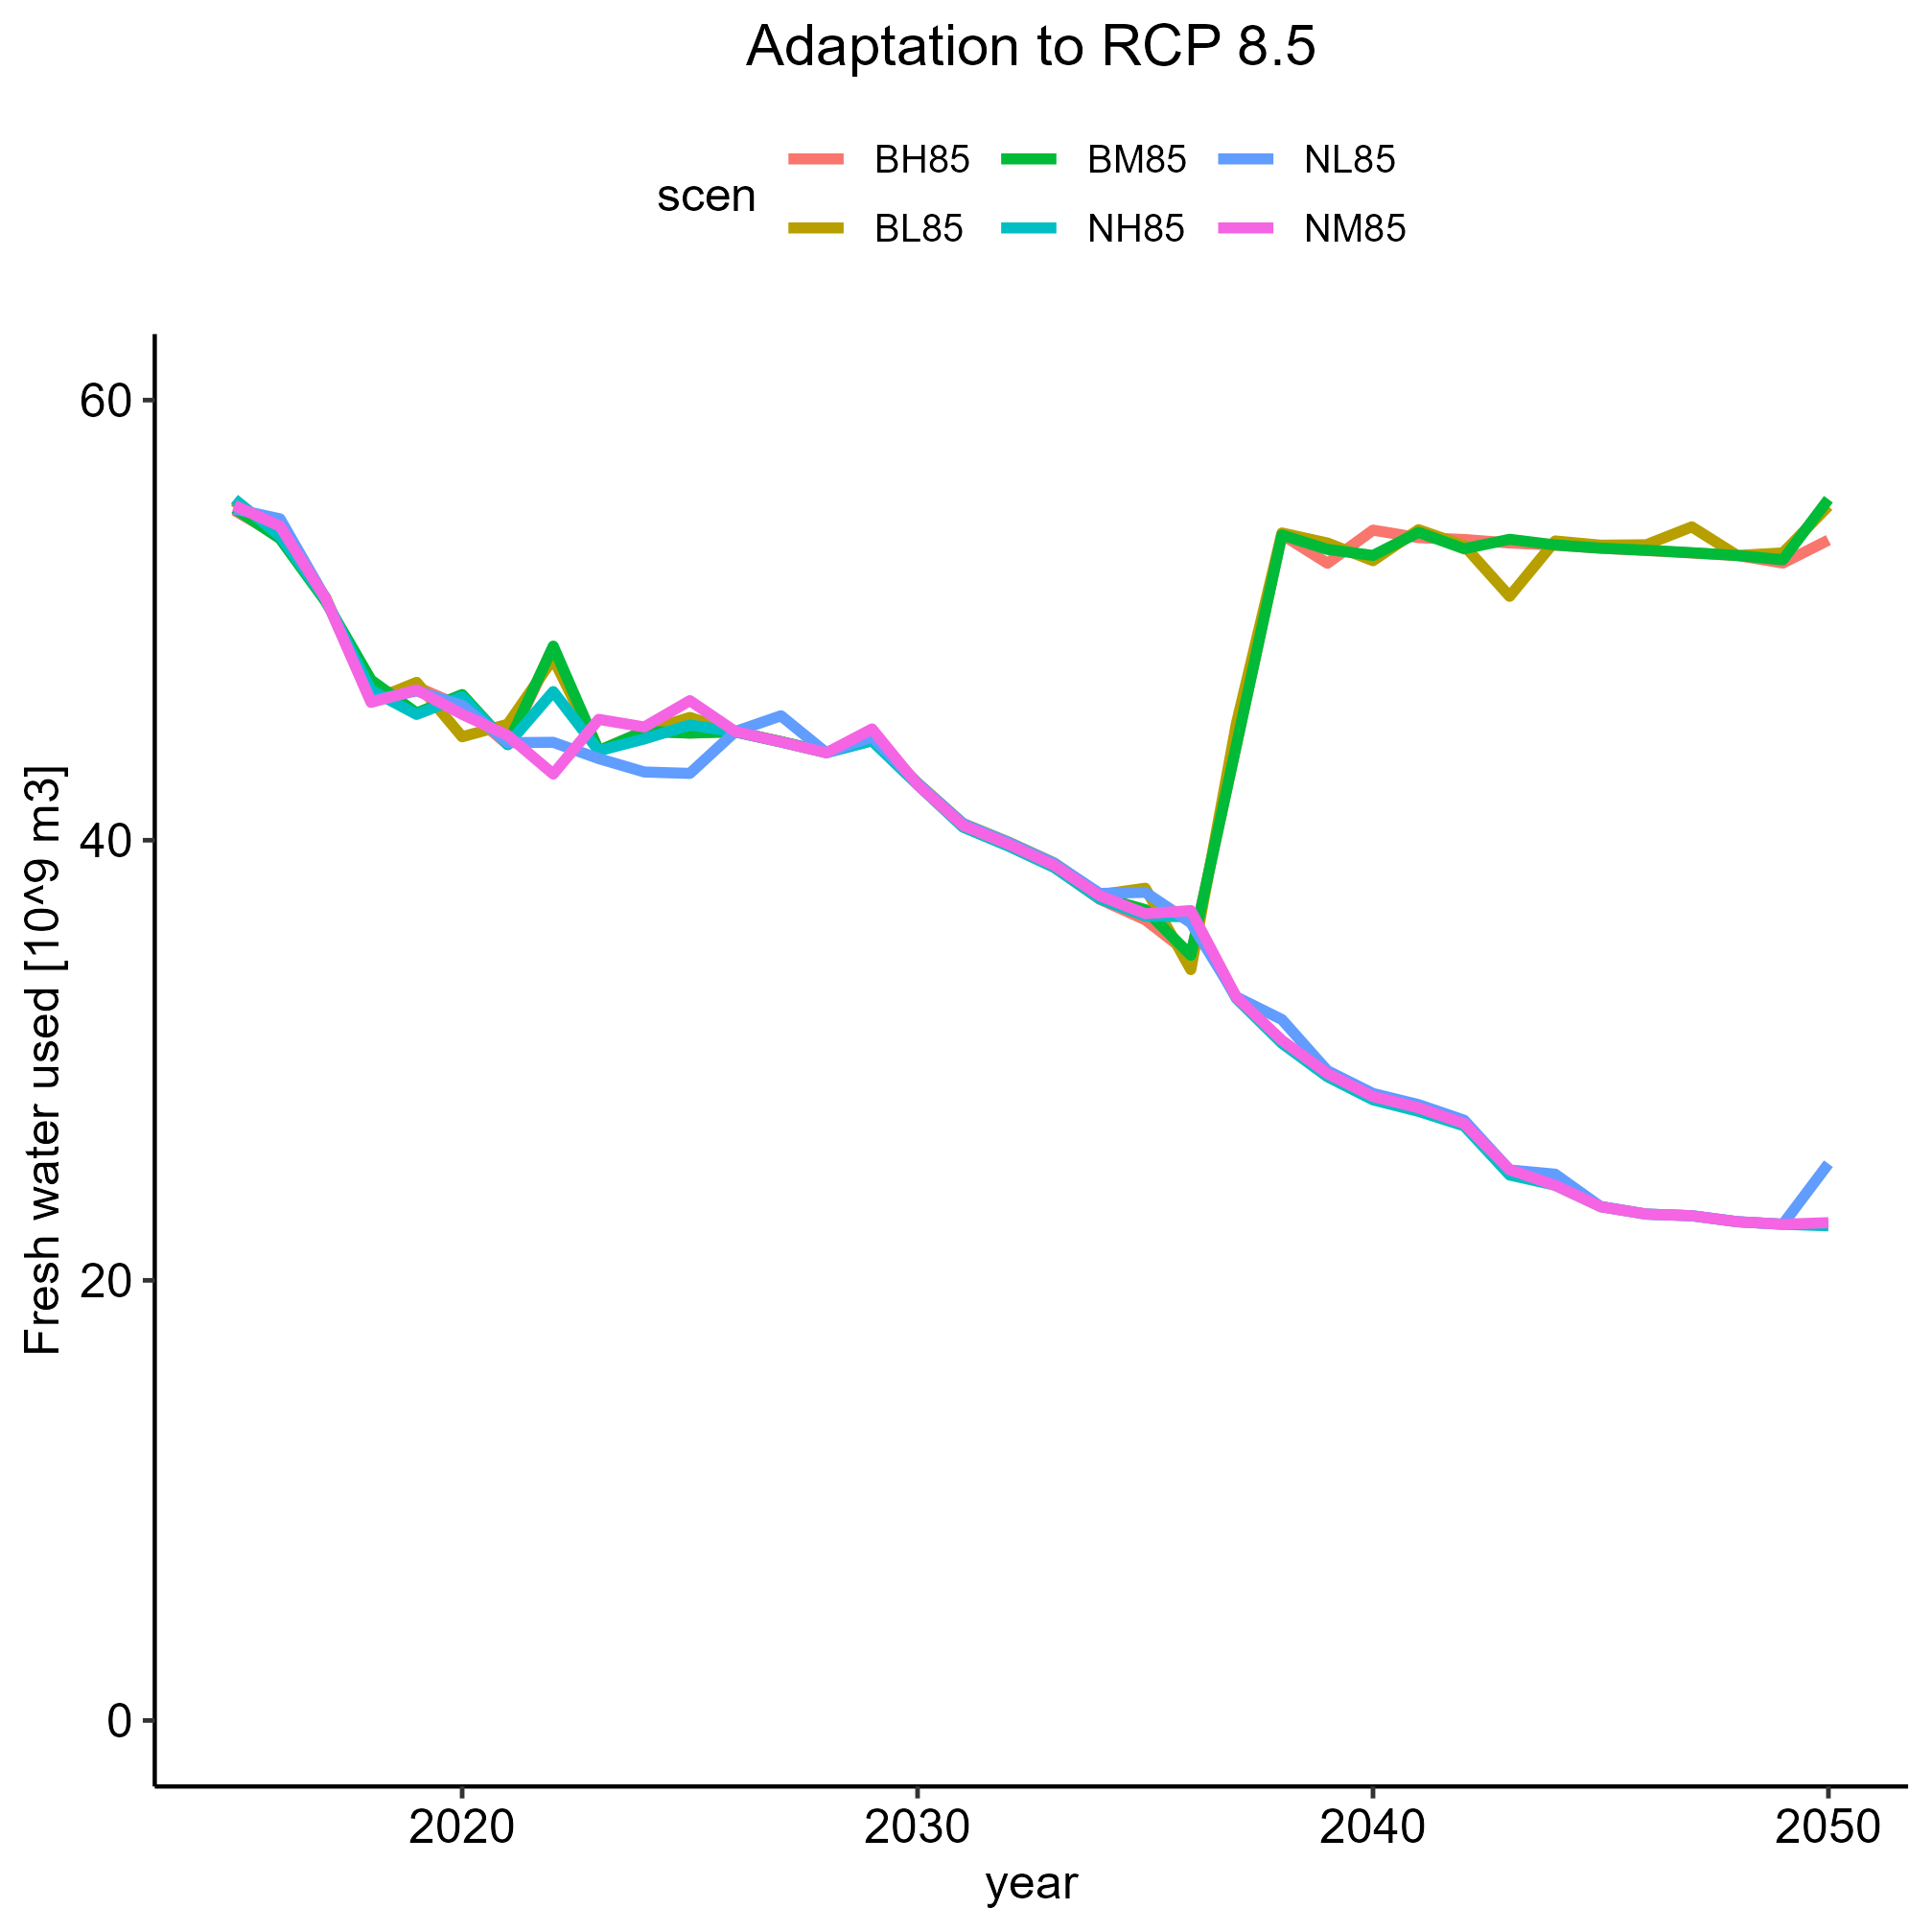 Adaptation to RCP 8.5
scen
BH85 BM85 NL85
BL85 NH85 NM85
Fresh water used [10^9 m3]
60
40
20
0
2020 2030 2040 2050
year